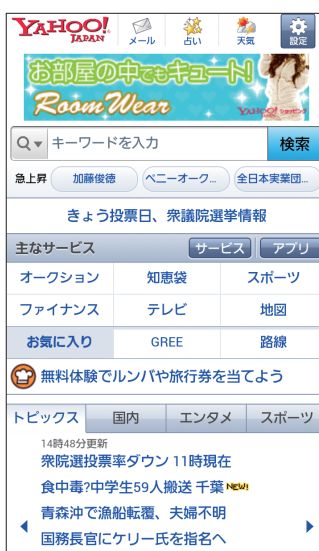 YAHOO!
JAPAN
メール
占い
天気
設定
お部屋の中でもキュート!
Room Wear
YAHOO! ショッピング
キーワードを入力
検索
急上昇
加藤俊徳
ペニーオーク...
全日本実業団...
きょう投票日、衆議院選挙情報
主なサービス
サービス
アプリ
オークション
知恵袋
スポーツ
ファイナンス
テレビ
地図
お気に入り
GREE
路線
無料体験でルンバや旅行券を当てよう
トピックス
国内
エンタメ
スポーツ
14時48分更新
衆院選投票率ダウン 11時現在
食中毒?中学生59人搬送 千葉 NEW!
青森沖で漁船転覆、夫婦不明
国務長官にケリー氏を指名へ